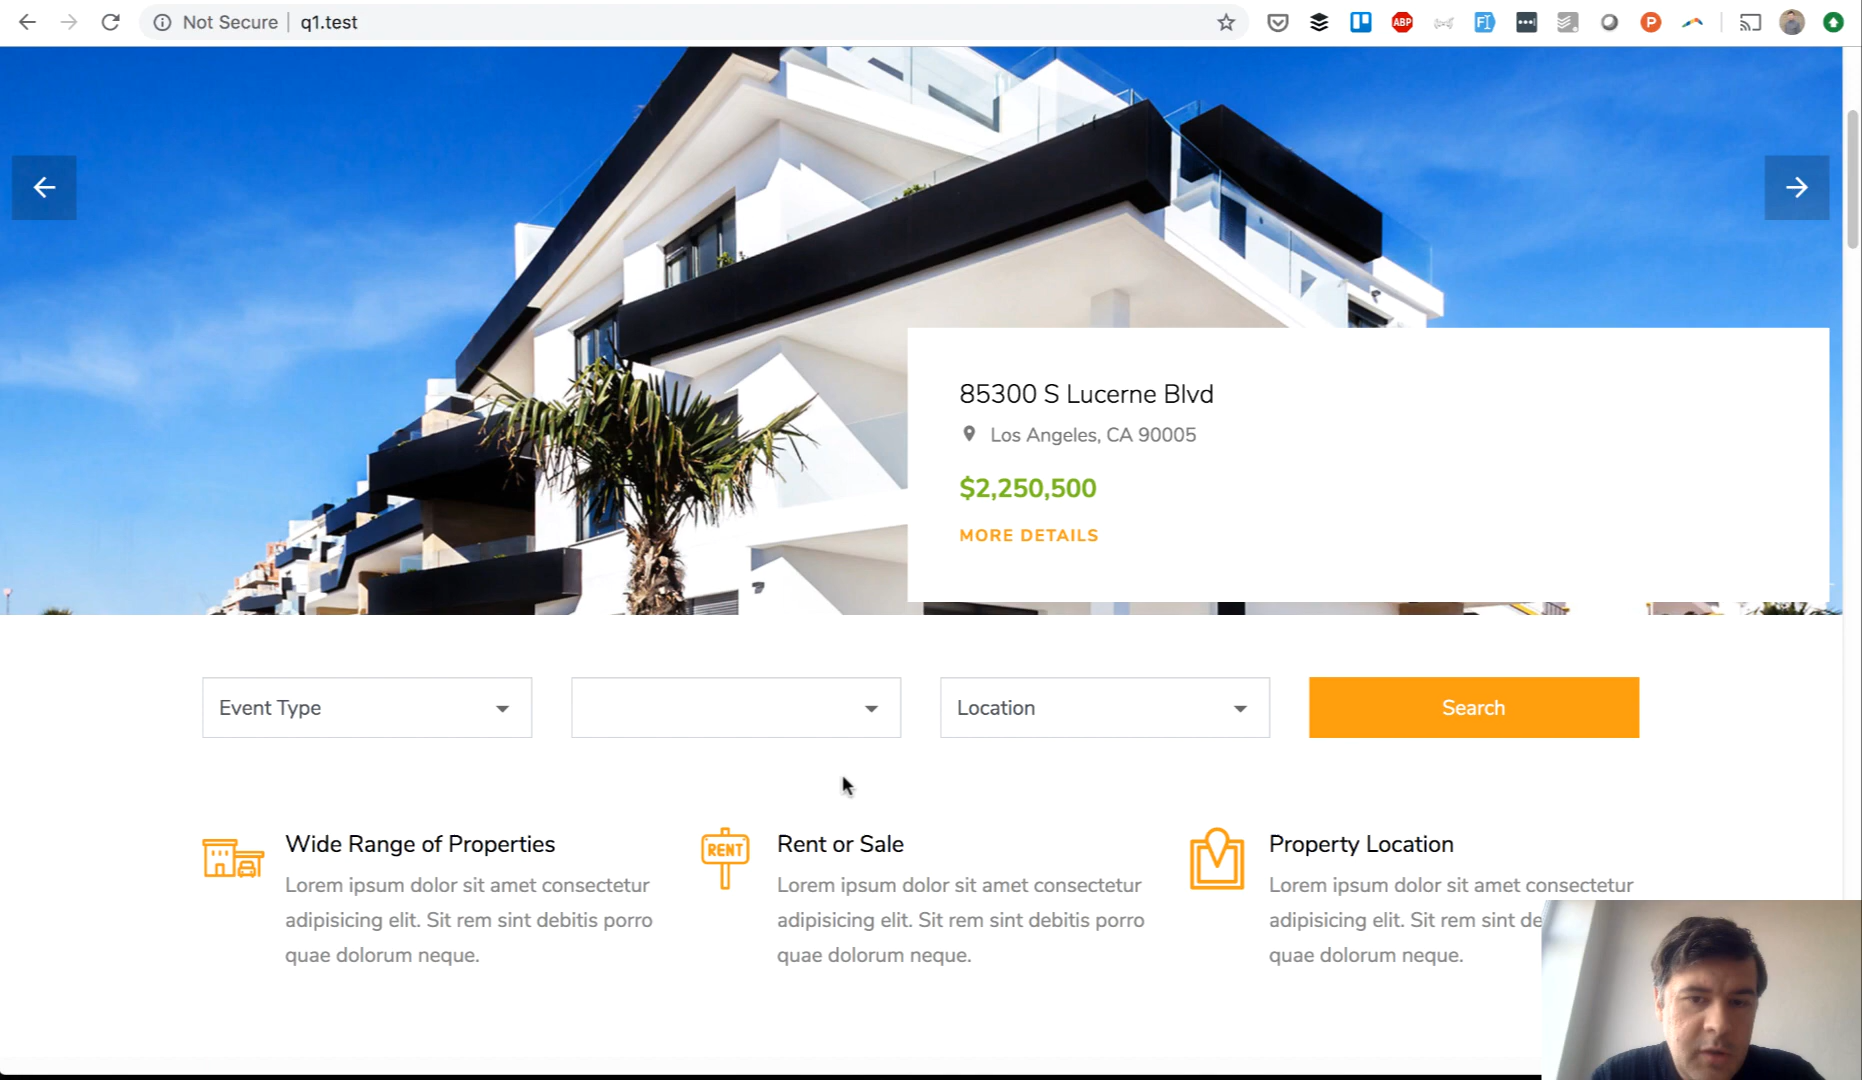 Not Secure
q1.test
ABP
F
P
85300 S Lucerne Blvd
Los Angeles, CA 90005
$2,250,500
MORE DETAILS
Event Type
Location
Search
Wide Range of Properties
Lorem ipsum dolor sit amet consectetur
adipisicing elit. Sit rem sint debitis porro
quae dolorum neque.
RENT
Rent or Sale
Lorem ipsum dolor sit amet consectetur
adipisicing elit. Sit rem sint debitis porro
quae dolorum neque.
Property Location
Lorem ipsum dolor sit amet consectetur
adipisicing elit. Sit rem sint de
quae dolorum neque.